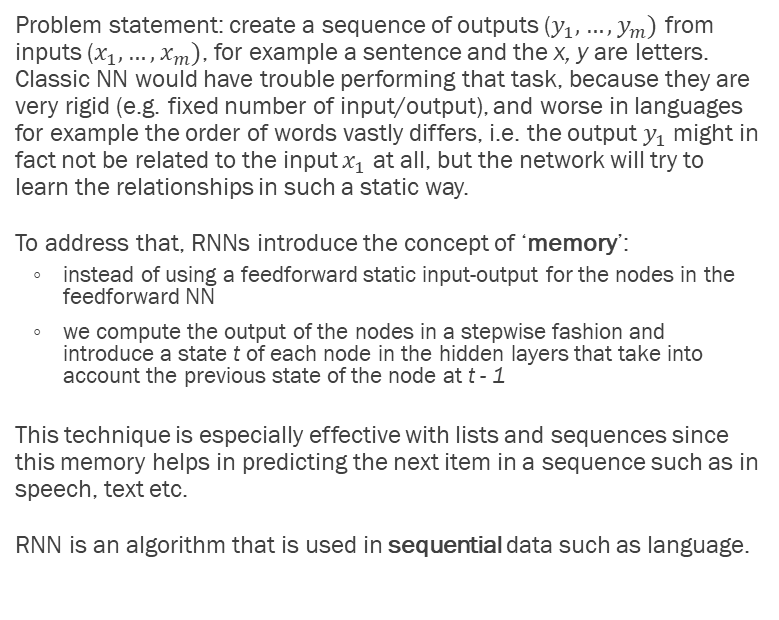 Problem statement: create a sequence of outputs (y₁, ..., yₘ) from
inputs (x₁, ... , xₘ), for example a sentence and the x, y are letters.
Classic NN would have trouble performing that task, because they are
very rigid (e.g. fixed number of input/output), and worse in languages
for example the order of words vastly differs, i.e. the output y₁ might in
fact not be related to the input x₁ at all, but the network will try to
learn the relationships in such a static way.
To address that, RNNs introduce the concept of ‘memory’:
◦ instead of using a feedforward static input-output for the nodes in the
feedforward NN
◦ we compute the output of the nodes in a stepwise fashion and
introduce a state t of each node in the hidden layers that take into
account the previous state of the node at t - 1
This technique is especially effective with lists and sequences since
this memory helps in predicting the next item in a sequence such as in
speech, text etc.
RNN is an algorithm that is used in sequential data such as language.